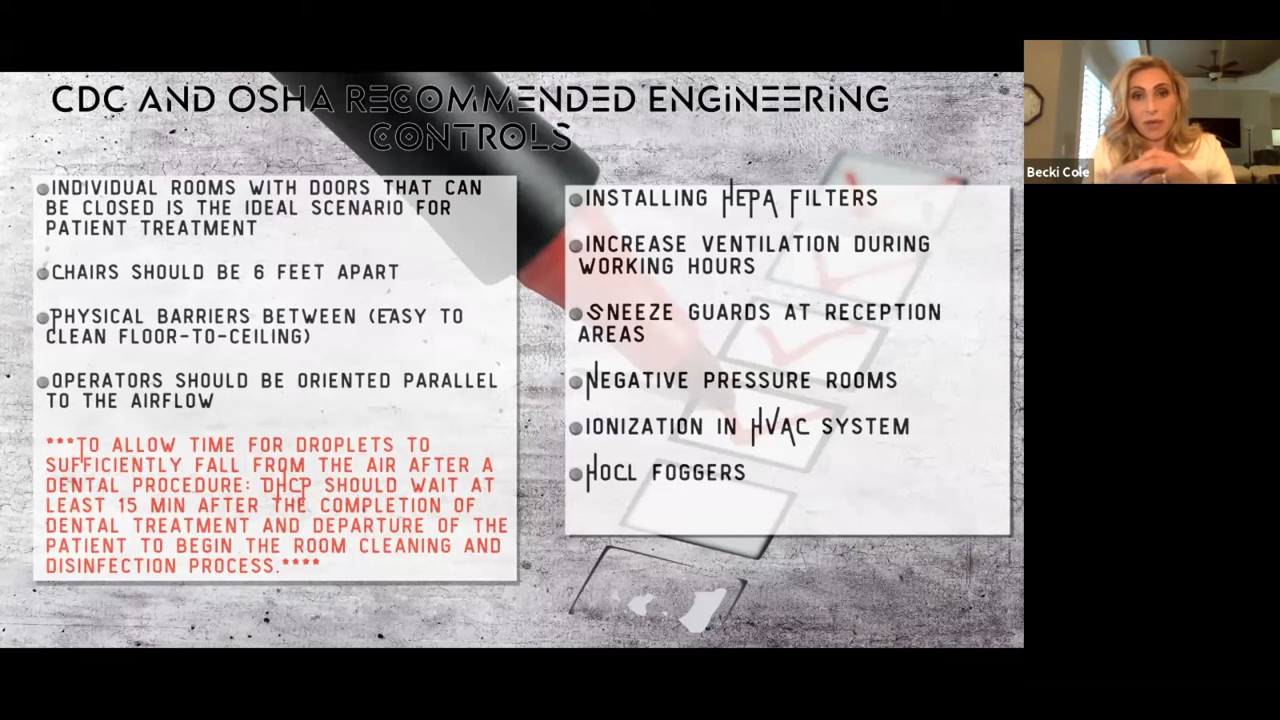 CDC AND OSHA RECOMMENDED ENGINEERING
CONTROLS
INDIVIDUAL ROOMS WITH DOORS THAT CAN
BE CLOSED IS THE IDEAL SCENARIO FOR
PATIENT TREATMENT
CHAIRS SHOULD BE 6 FEET APART
PHYSICAL BARRIERS BETWEEN (EASY TO
CLEAN FLOOR-TO-CEILING)
OPERATORS SHOULD BE ORIENTED PARALLEL
TO THE AIRFLOW
***TO ALLOW TIME FOR DROPLETS TO
SUFFICIENTLY FALL FROM THE AIR AFTER A
DENTAL PROCEDURE: DHCP SHOULD WAIT AT
LEAST 15 MIN AFTER THE COMPLETION OF
DENTAL TREATMENT AND DEPARTURE OF THE
PATIENT TO BEGIN THE ROOM CLEANING AND
DISINFECTION PROCESS.****
INSTALLING HEPA FILTERS
INCREASE VENTILATION DURING
WORKING HOURS
SNEEZE GUARDS AT RECEPTION
AREAS
NEGATIVE PRESSURE ROOMS
IONIZATION IN HVAC SYSTEM
HOCL FOGGERS
Becki Cole